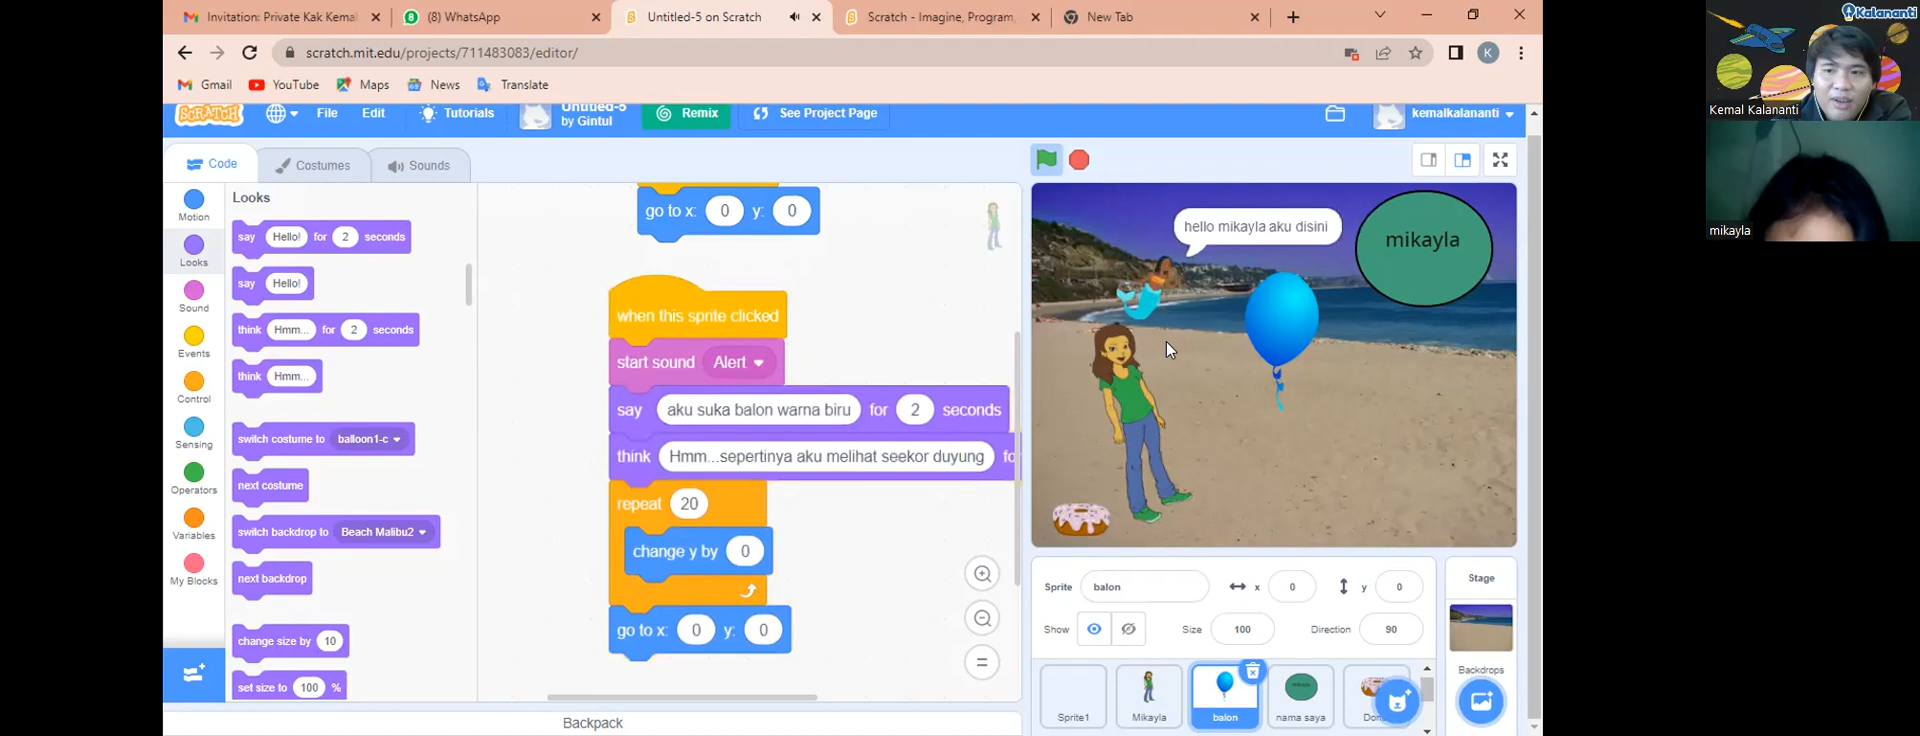 Invitation: Private Kak Kemal
(8) WhatsApp
Untitled-5 on Scratch
Scratch - Imagine, Program,
New Tab
scratch.mit.edu/projects/711483083/editor/
K
Gmail
YouTube
Maps
News
Translate
SCRATCH
File
Edit
Tutorials
Untitled-5
by Gintul
Remix
See Project Page
kemalkalananti
Code
Costumes
Sounds
Motion
Looks
Sound
Events
Control
Sensing
Operators
Variables
My Blocks
Looks
say Hello! for 2 seconds
say Hello!
think Hmm... for 2 seconds
think Hmm...
switch costume to balloon1-c
next costume
switch backdrop to Beach Malibu2
next backdrop
change size by 10
set size to 100 %
go to x: 0 y: 0
when this sprite clicked
start sound Alert
say aku suka balon warna biru for 2 seconds
think Hmm...sepertinya aku melihat seekor duyung fo
repeat 20
change y by 0
go to x: 0 y: 0
Backpack
hello mikayla aku disini
mikayla
Sprite balon x 0 y 0
Show Size 100 Direction 90
Sprite1
Mikayla
balon
nama saya
Don
Stage
Backdrops
Kalananti
Kemal Kalananti
mikayla